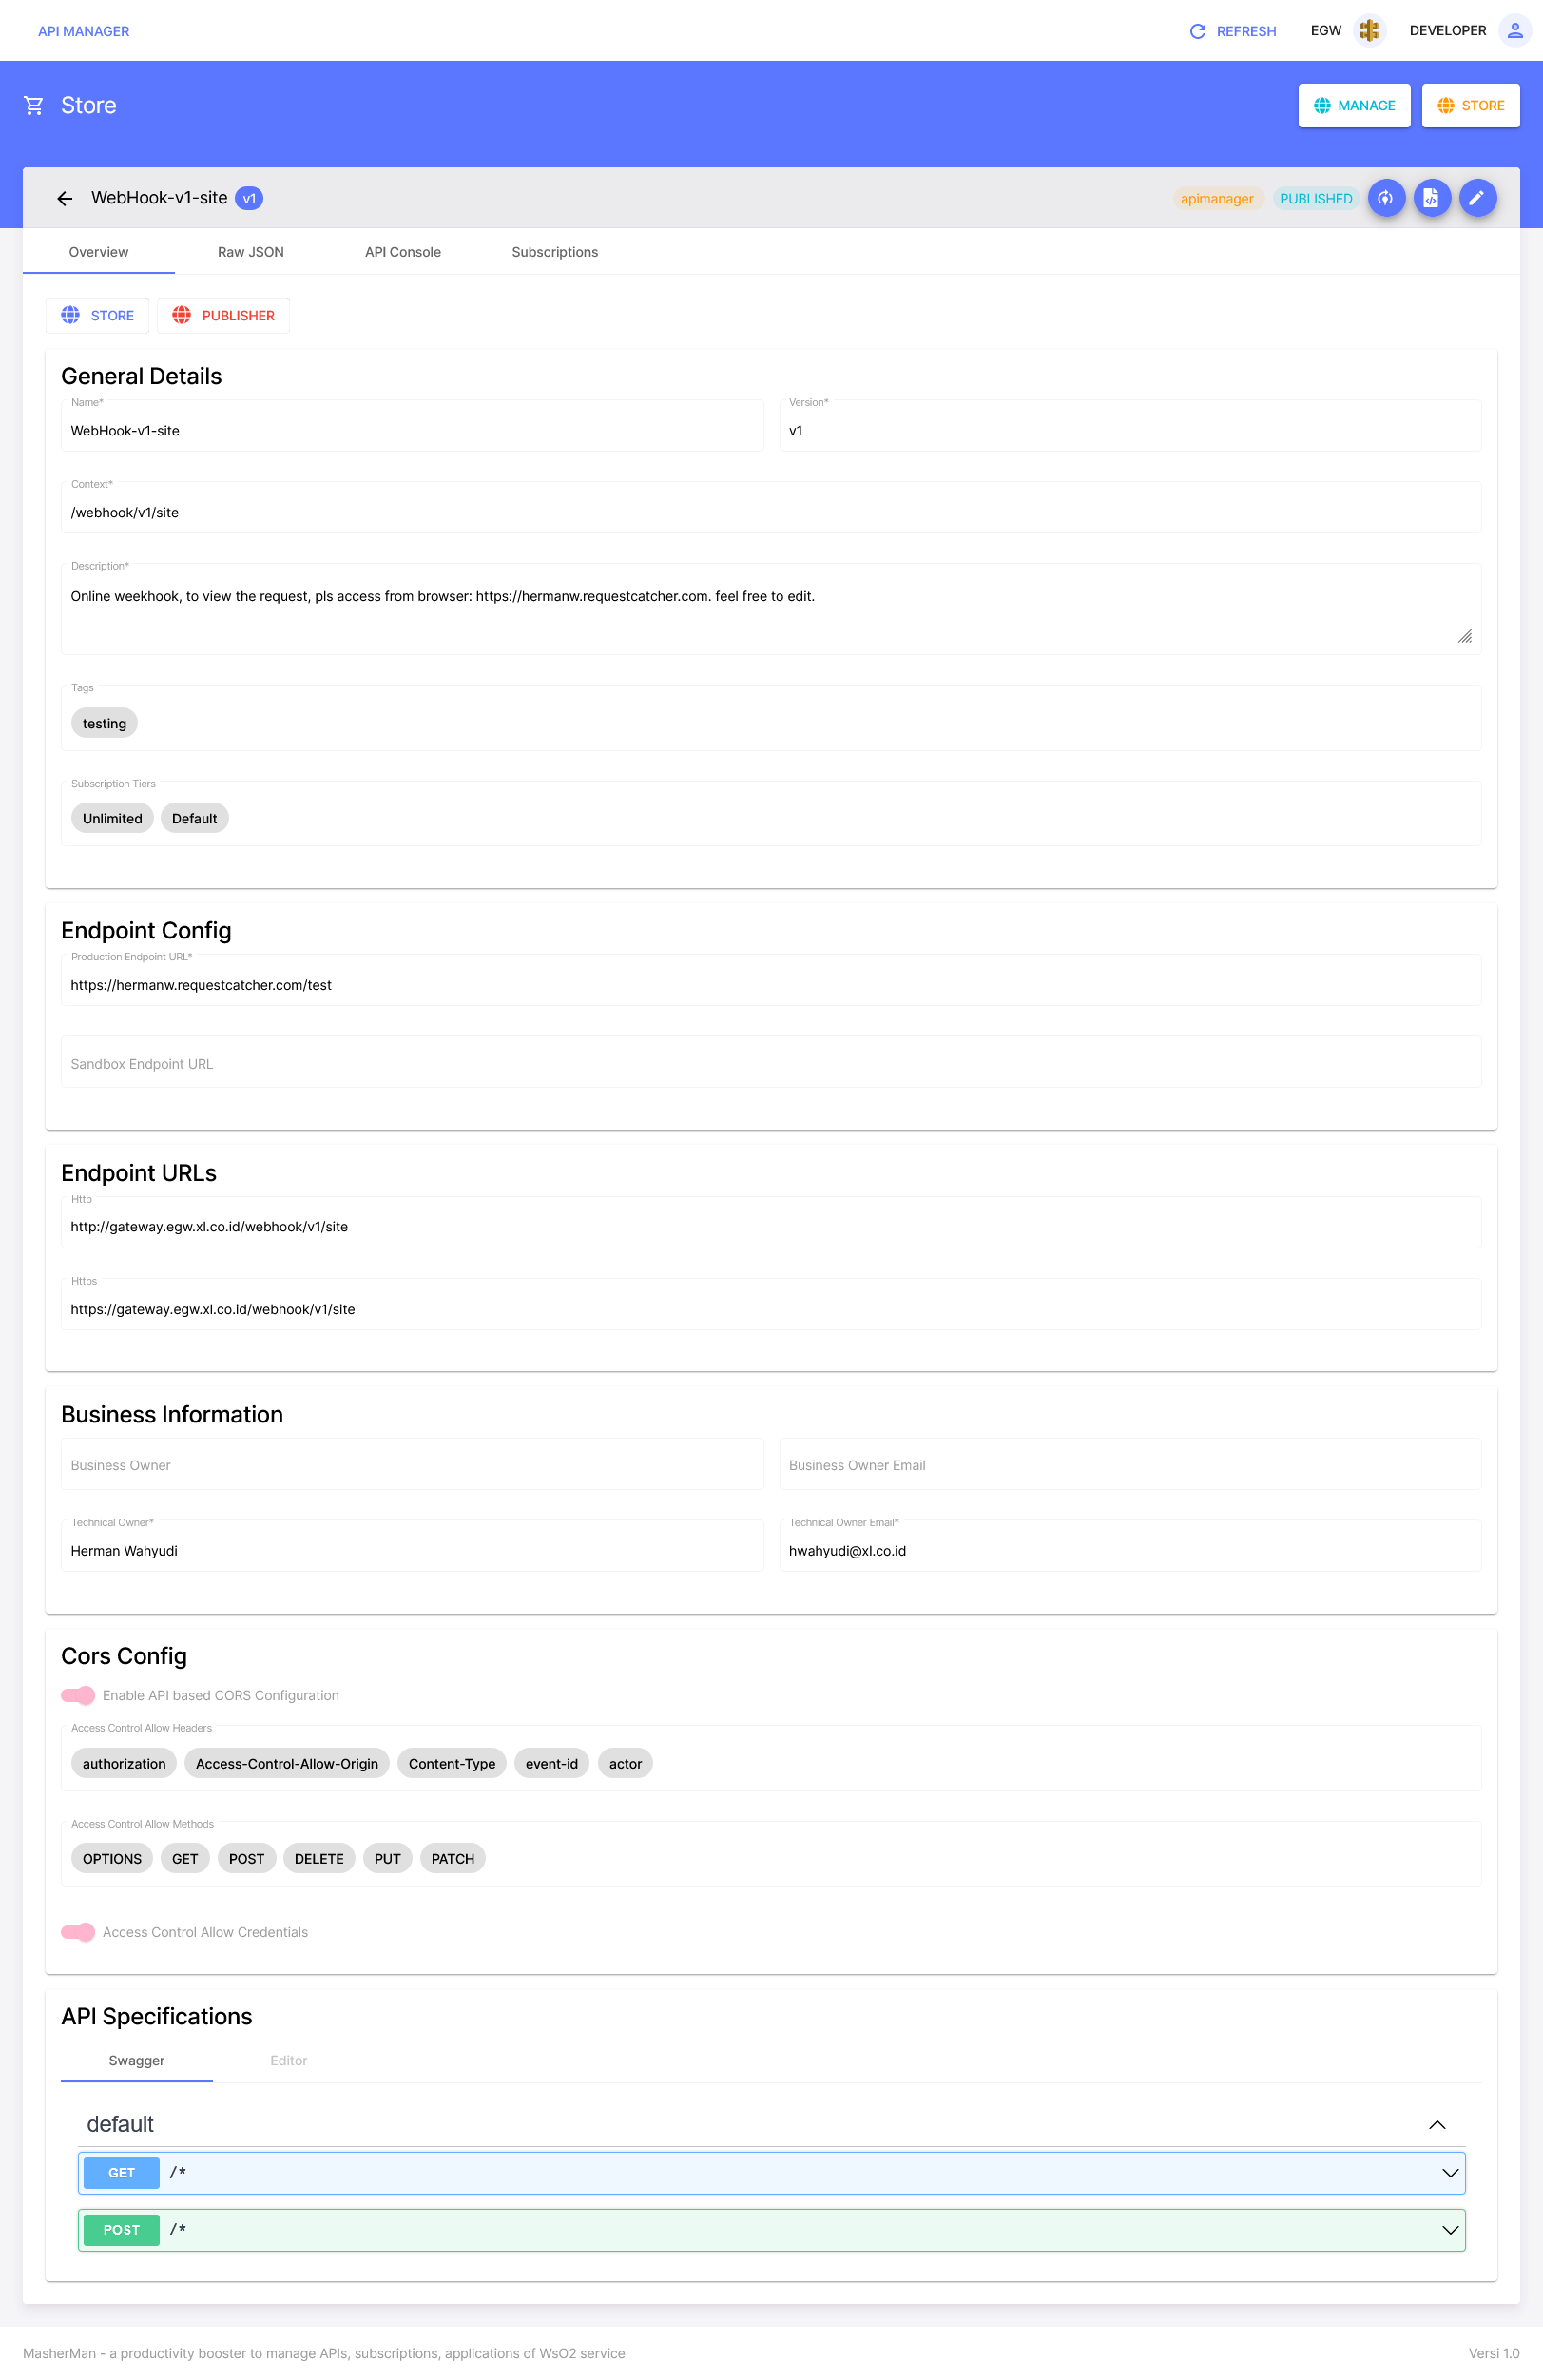 API MANAGER
REFRESH
EGW
DEVELOPER
Store
MANAGE
STORE
WebHook-v1-site v1
apimanager
PUBLISHED
Overview
Raw JSON
API Console
Subscriptions
STORE
PUBLISHER
General Details
Name*
WebHook-v1-site
Version*
v1
Context*
/webhook/v1/site
Description*
Online weekhook, to view the request, pls access from browser: https://hermanw.requestcatcher.com. feel free to edit.
Tags
testing
Subscription Tiers
Unlimited Default
Endpoint Config
Production Endpoint URL*
https://hermanw.requestcatcher.com/test
Sandbox Endpoint URL
Endpoint URLs
Http
http://gateway.egw.xl.co.id/webhook/v1/site
Https
https://gateway.egw.xl.co.id/webhook/v1/site
Business Information
Business Owner
Business Owner Email
Technical Owner*
Herman Wahyudi
Technical Owner Email*
hwahyudi@xl.co.id
Cors Config
Enable API based CORS Configuration
Access Control Allow Headers
authorization Access-Control-Allow-Origin Content-Type event-id actor
Access Control Allow Methods
OPTIONS GET POST DELETE PUT PATCH
Access Control Allow Credentials
API Specifications
Swagger
Editor
default
GET /*
POST /*
MasherMan - a productivity booster to manage APIs, subscriptions, applications of WsO2 service
Versi 1.0